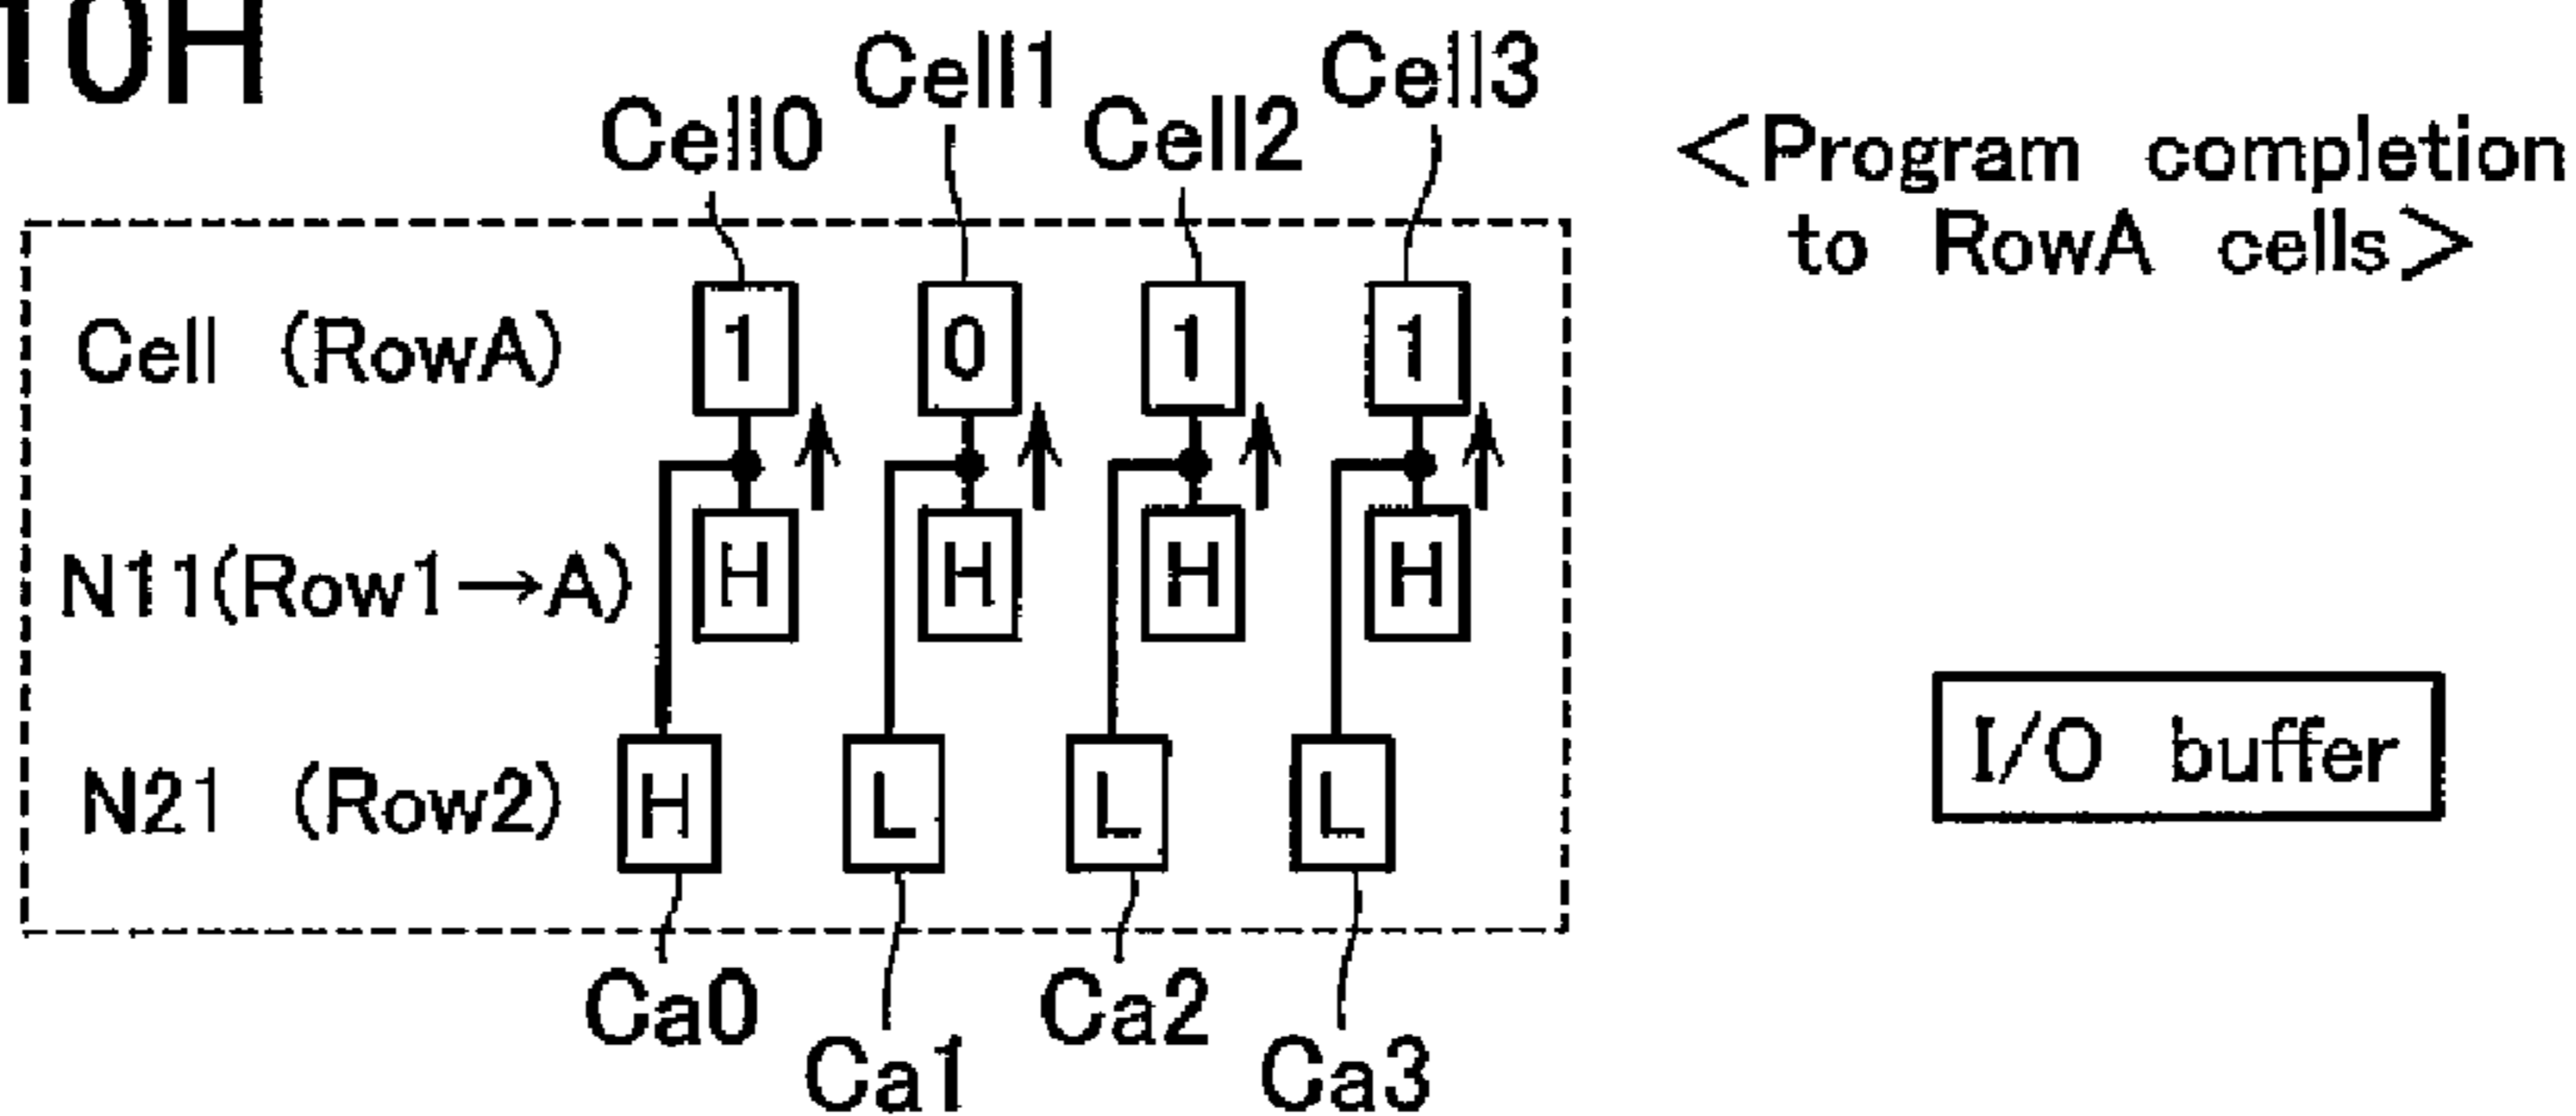 10H
Cell0 Cell1 Cell2 Cell3
<Program completion
to RowA cells>
Cell (RowA) 1 0 1 1
N11(Row1→A) H H H H
N21 (Row2) H L L L
I/O buffer
Ca0 Ca1 Ca2 Ca3